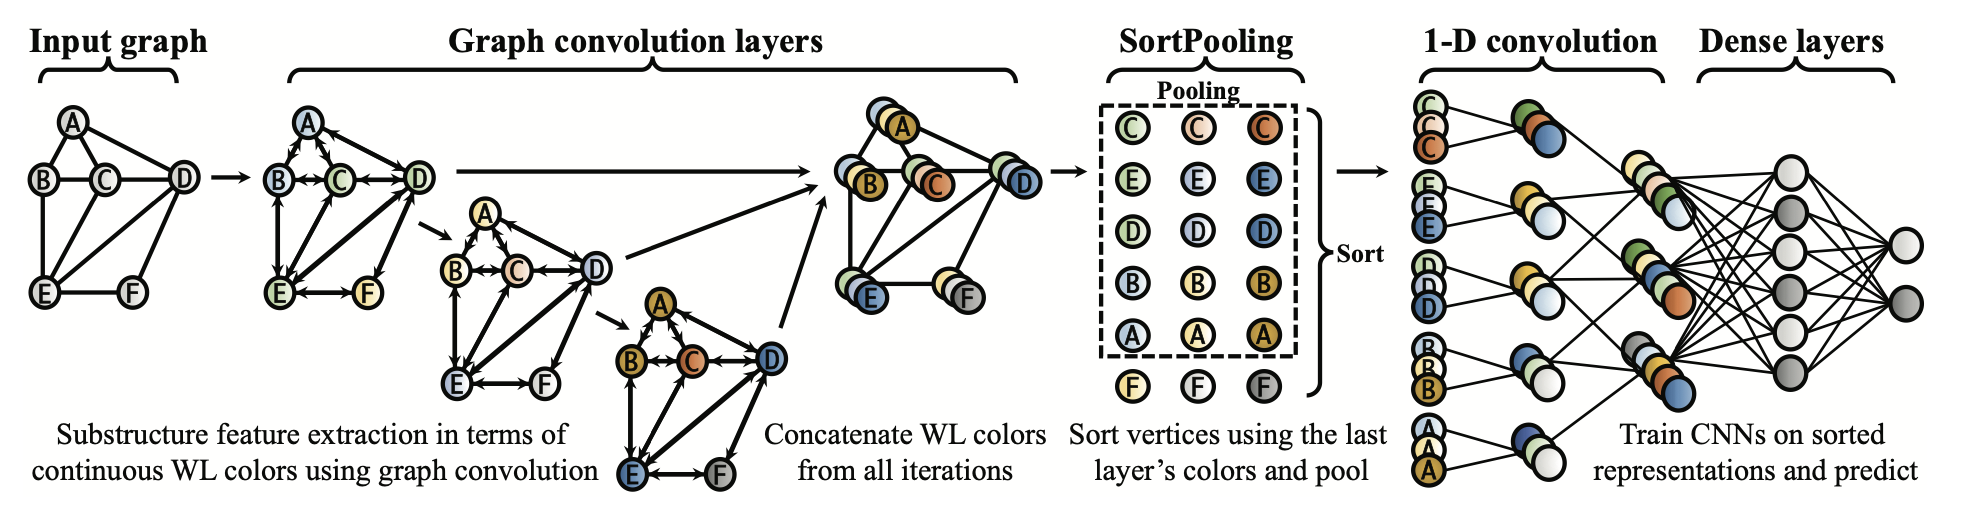 Input graph
Graph convolution layers
SortPooling
1-D convolution
Dense layers
Pooling
A
B C D
E F
A
B C D
E F
A
B C D
E F
A
B C D
E F
A
B C D
E F
C C C
E E E
D D D
B B B
A A A
F F F
Sort
C
C
C
E
E
E
D
D
D
B
B
B
A
A
A
Substructure feature extraction in terms of
continuous WL colors using graph convolution
Concatenate WL colors
from all iterations
Sort vertices using the last
layer's colors and pool
Train CNNs on sorted
representations and predict